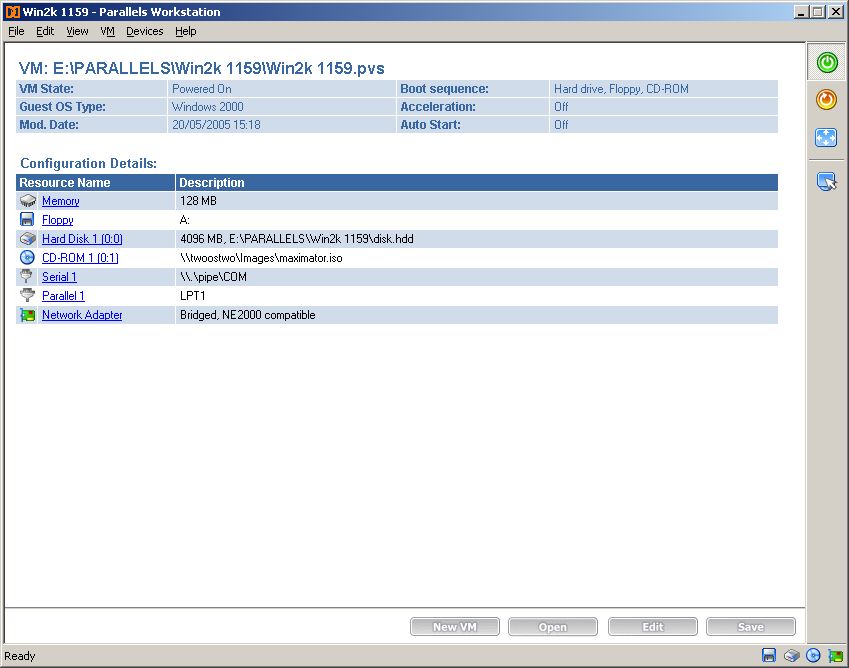 Win2k 1159 - Parallels Workstation
File Edit View VM Devices Help
VM: E:\PARALLELS\Win2k 1159\Win2k 1159.pvs
VM State: Powered On Boot sequence: Hard drive, Floppy, CD-ROM
Guest OS Type: Windows 2000 Acceleration: Off
Mod. Date: 20/05/2005 15:18 Auto Start: Off
Configuration Details:
Resource Name Description
Memory 128 MB
Floppy A:
Hard Disk 1 (0:0) 4096 MB, E:\PARALLELS\Win2k 1159\disk.hdd
CD-ROM 1 (0:1) \\twoostwo\Images\maximator.iso
Serial 1 \\.\pipe\COM
Parallel 1 LPT1
Network Adapter Bridged, NE2000 compatible
New VM Open Edit Save
Ready